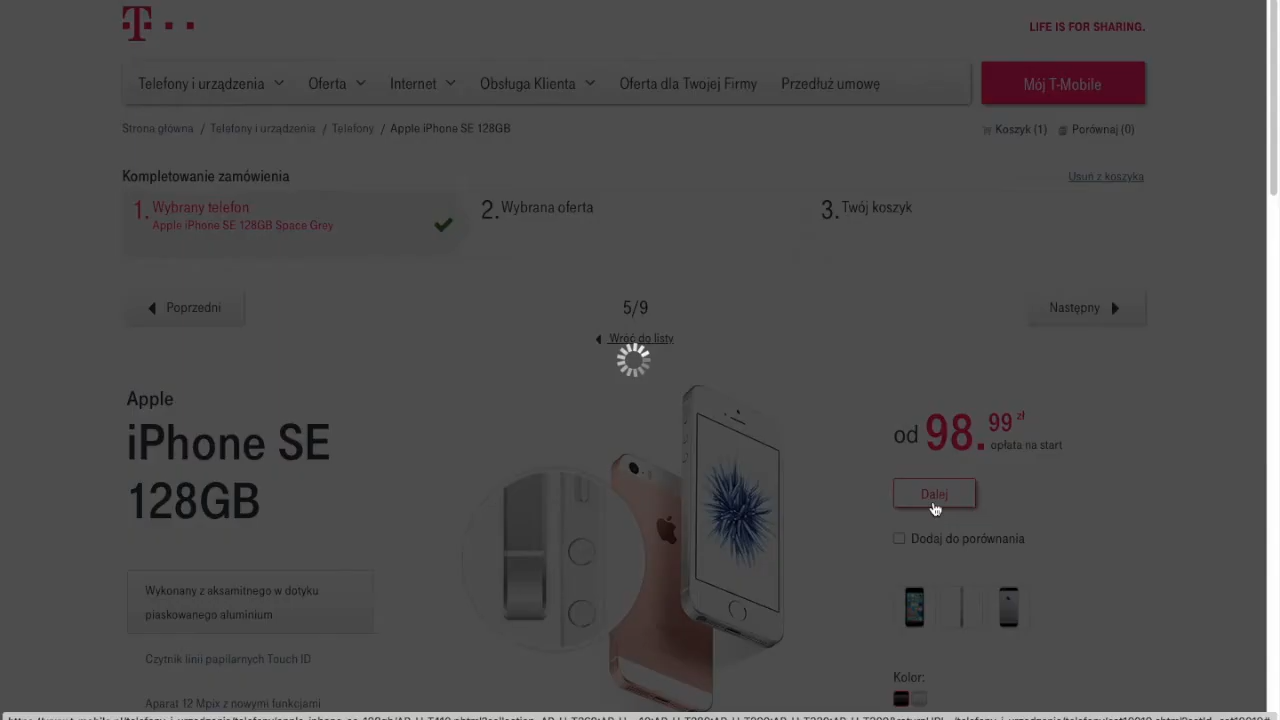 T
LIFE IS FOR SHARING.
Telefony i urządzenia Oferta Internet Obsługa Klienta Oferta dla Twojej Firmy Przedłuż umowę Mój T-Mobile
Strona główna / Telefony i urządzenia / Telefony / Apple iPhone SE 128GB Koszyk (1) Porównaj (0)
Kompletowanie zamówienia Usuń z koszyka
1. Wybrany telefon 2. Wybrana oferta 3. Twój koszyk
Apple iPhone SE 128GB Space Grey
Poprzedni 5/9 Następny
Wróć do listy
Apple
iPhone SE
128GB
od 98.99 zł
opłata na start
Dalej
Dodaj do porównania
Wykonany z aksamitnego w dotyku
piaskowanego aluminium
Czytnik linii papilarnych Touch ID
Aparat 12 Mpix z nowymi funkcjami
Kolor: